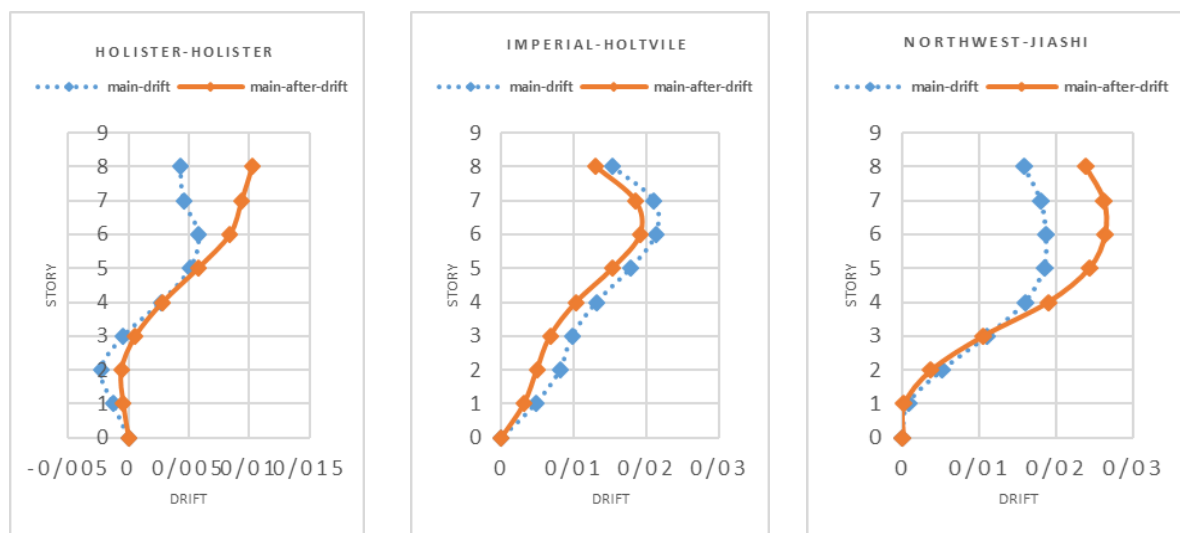 HOLISTER-HOLISTER
main-drift main-after-drift
9
8
7
6
5
4
3
2
1
0
STORY
-0/005 0 0/005 0/01 0/015
DRIFT
IMPERIAL-HOLTVILE
main-drift main-after-drift
9
8
7
6
5
4
3
2
1
0
STORY
0 0/01 0/02 0/03
DRIFT
NORTHWEST-JIASHI
main-drift main-after-drift
9
8
7
6
5
4
3
2
1
0
STORY
0 0/01 0/02 0/03
DRIFT